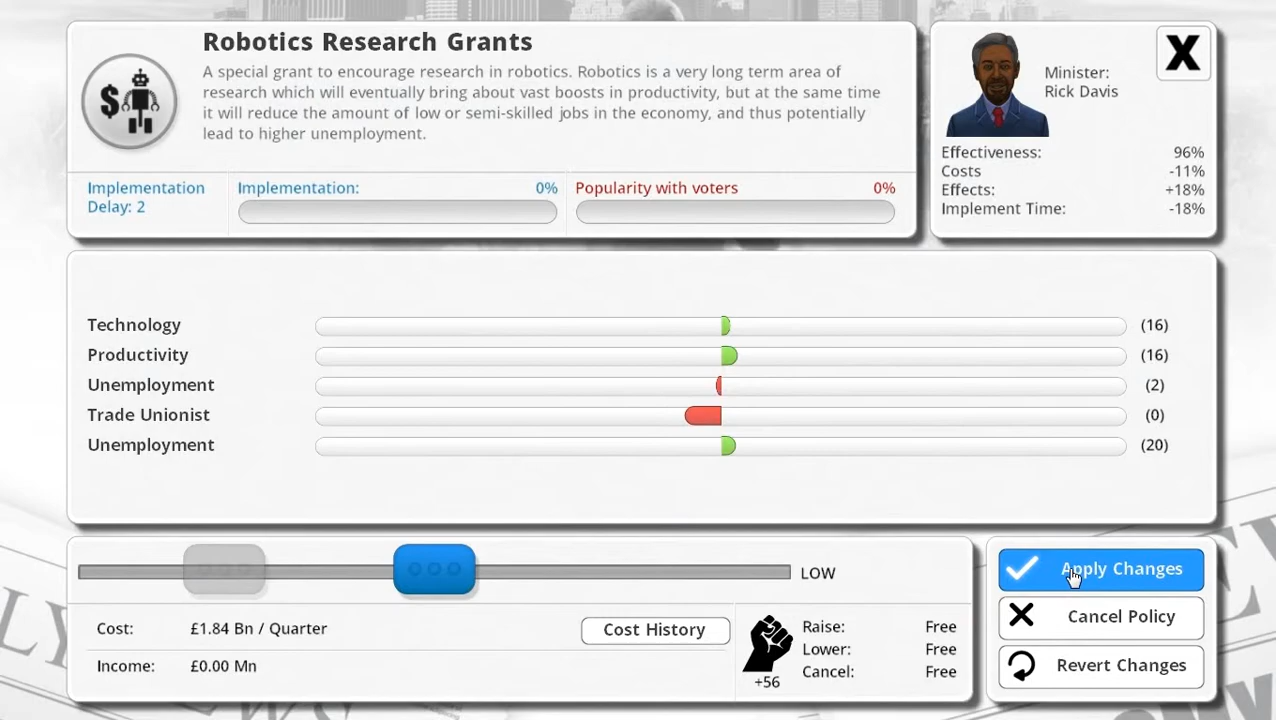 Robotics Research Grants
A special grant to encourage research in robotics. Robotics is a very long term area of
research which will eventually bring about vast boosts in productivity, but at the same time
it will reduce the amount of low or semi-skilled jobs in the economy, and thus potentially
lead to higher unemployment.
$
Implementation
Delay: 2
Implementation: 0%
Popularity with voters 0%
X
Minister:
Rick Davis
Effectiveness: 96%
Costs -11%
Effects: +18%
Implement Time: -18%
Technology (16)
Productivity (16)
Unemployment (2)
Trade Unionist (0)
Unemployment (20)
LOW
Cost: £1.84 Bn / Quarter
Cost History
Income: £0.00 Mn
+56
Raise: Free
Lower: Free
Cancel: Free
Apply Changes
Cancel Policy
Revert Changes